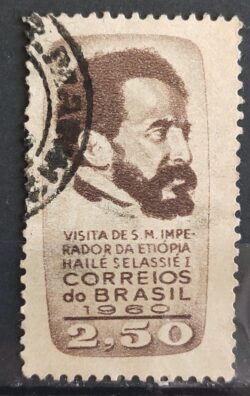 VISITA DE S. M. IMPE-
RADOR DA ETIÓPIA
HAILÉ SELASSIÉ I
CORREIOS
do BRASIL
1960
2,50